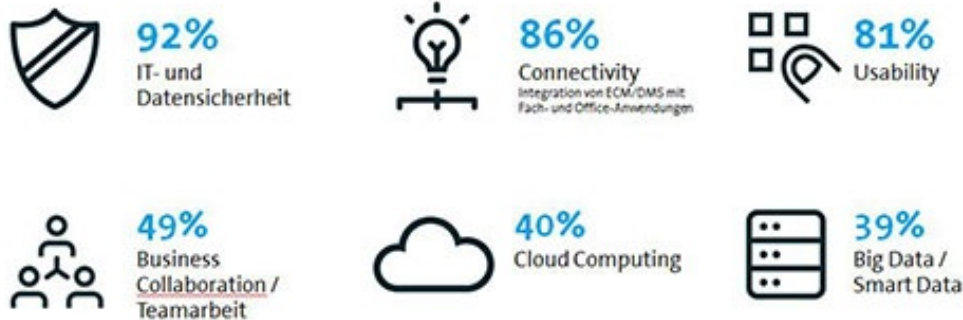 92%
IT- und
Datensicherheit
86%
Connectivity
Integration von ECM/DMS mit
Fach- und Office-Anwendungen
81%
Usability
49%
Business
Collaboration /
Teamarbeit
40%
Cloud Computing
39%
Big Data /
Smart Data